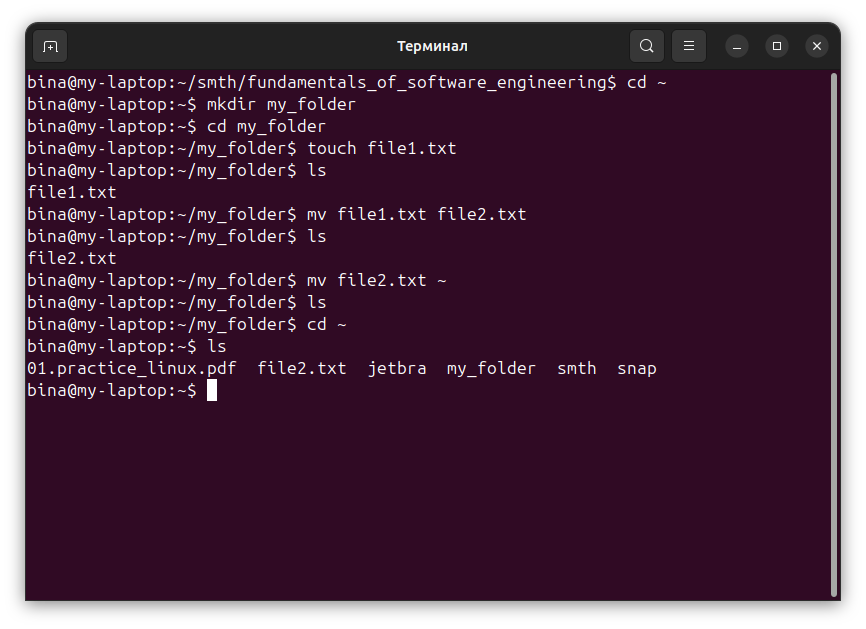 Терминал
bina@my-laptop:~/smth/fundamentals_of_software_engineering$ cd ~
bina@my-laptop:~$ mkdir my_folder
bina@my-laptop:~$ cd my_folder
bina@my-laptop:~/my_folder$ touch file1.txt
bina@my-laptop:~/my_folder$ ls
file1.txt
bina@my-laptop:~/my_folder$ mv file1.txt file2.txt
bina@my-laptop:~/my_folder$ ls
file2.txt
bina@my-laptop:~/my_folder$ mv file2.txt ~
bina@my-laptop:~/my_folder$ ls
bina@my-laptop:~/my_folder$ cd ~
bina@my-laptop:~$ ls
01.practice_linux.pdf  file2.txt  jetbra  my_folder  smth  snap
bina@my-laptop:~$